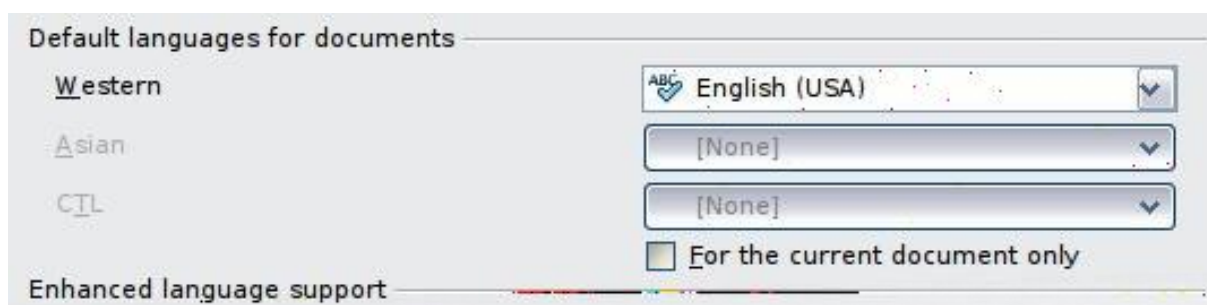 Default languages for documents
Western ABC English (USA)
Asian [None]
CTL [None]
For the current document only
Enhanced language support